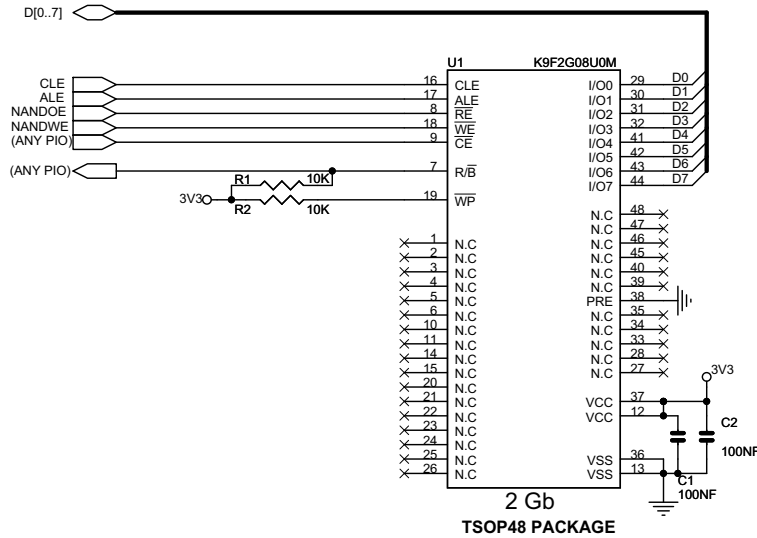 D[0..7]
U1 K9F2G08U0M
CLE 16 CLE I/O0 29 D0
ALE 17 ALE I/O1 30 D1
NANDOE 8 RE I/O2 31 D2
NANDWE 18 WE I/O3 32 D3
(ANY PIO) 9 CE I/O4 41 D4
I/O5 42 D5
(ANY PIO) 7 R/B I/O6 43 D6
I/O7 44 D7
R1 10K
3V3 19 WP
R2 10K
N.C 48
N.C 47
1 N.C N.C 46
2 N.C N.C 45
3 N.C N.C 40
4 N.C N.C 39
5 N.C PRE 38
6 N.C N.C 35
10 N.C N.C 34
11 N.C N.C 33
14 N.C N.C 28
15 N.C N.C 27
20 N.C 3V3
21 N.C VCC 37
22 N.C VCC 12
23 N.C C2
24 N.C 100NF
25 N.C VSS 36
26 N.C VSS 13
C1
100NF
2 Gb
TSOP48 PACKAGE